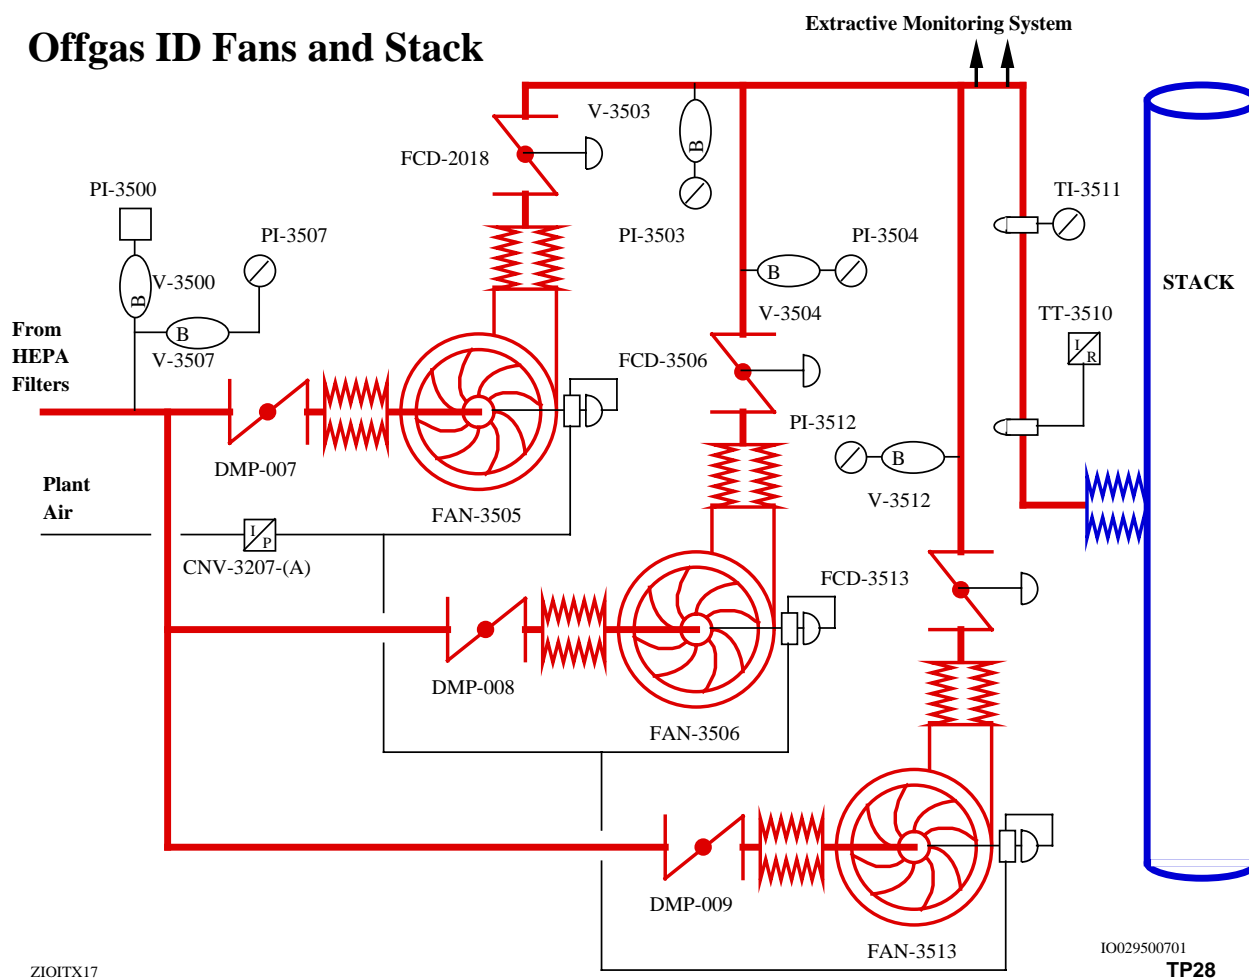 Extractive Monitoring System
Offgas ID Fans and Stack
V-3503
B
FCD-2018
PI-3500
TI-3511
PI-3507
PI-3503
PI-3504
V-3500
B
B
STACK
V-3504
TT-3510
I
R
From
HEPA
Filters
B
V-3507
FCD-3506
PI-3512
B
V-3512
DMP-007
Plant
Air
FAN-3505
I
P
CNV-3207-(A)
FCD-3513
DMP-008
FAN-3506
DMP-009
FAN-3513
IO029500701
TP28
ZIOITX17